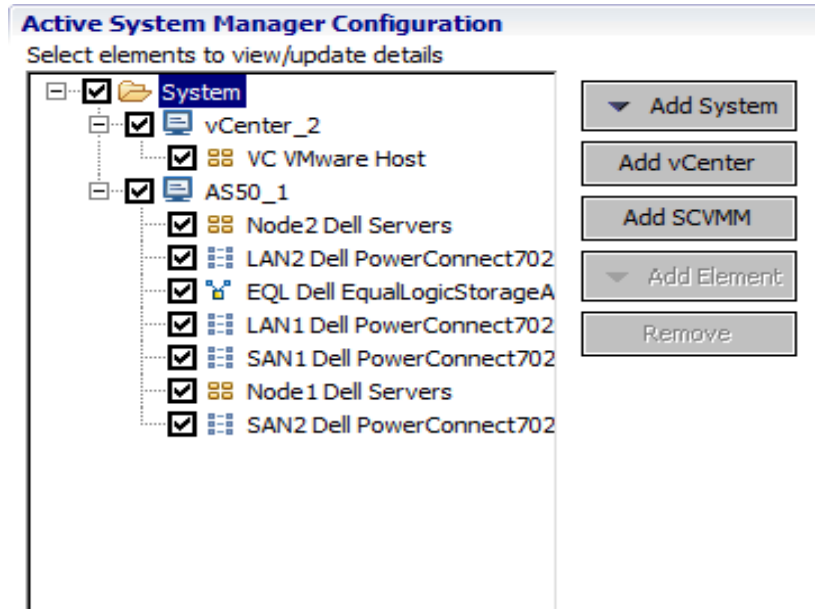 Active System Manager Configuration
Select elements to view/update details
System
vCenter_2
VC VMware Host
AS50_1
Node2 Dell Servers
LAN2 Dell PowerConnect702
EQL Dell EqualLogicStorageA
LAN1 Dell PowerConnect702
SAN1 Dell PowerConnect702
Node1 Dell Servers
SAN2 Dell PowerConnect702
Add System
Add vCenter
Add SCVMM
Add Element
Remove